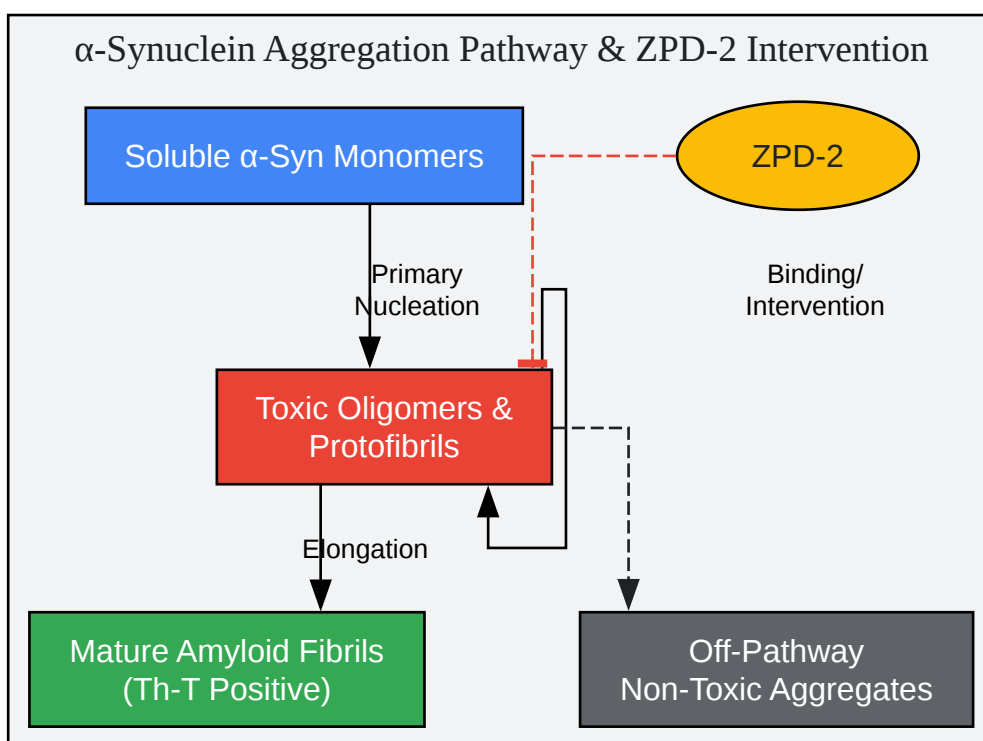 α-Synuclein Aggregation Pathway & ZPD-2 Intervention
Soluble α-Syn Monomers
ZPD-2
Primary
Nucleation
Binding/
Intervention
Toxic Oligomers &
Protofibrils
Elongation
Mature Amyloid Fibrils
(Th-T Positive)
Off-Pathway
Non-Toxic Aggregates